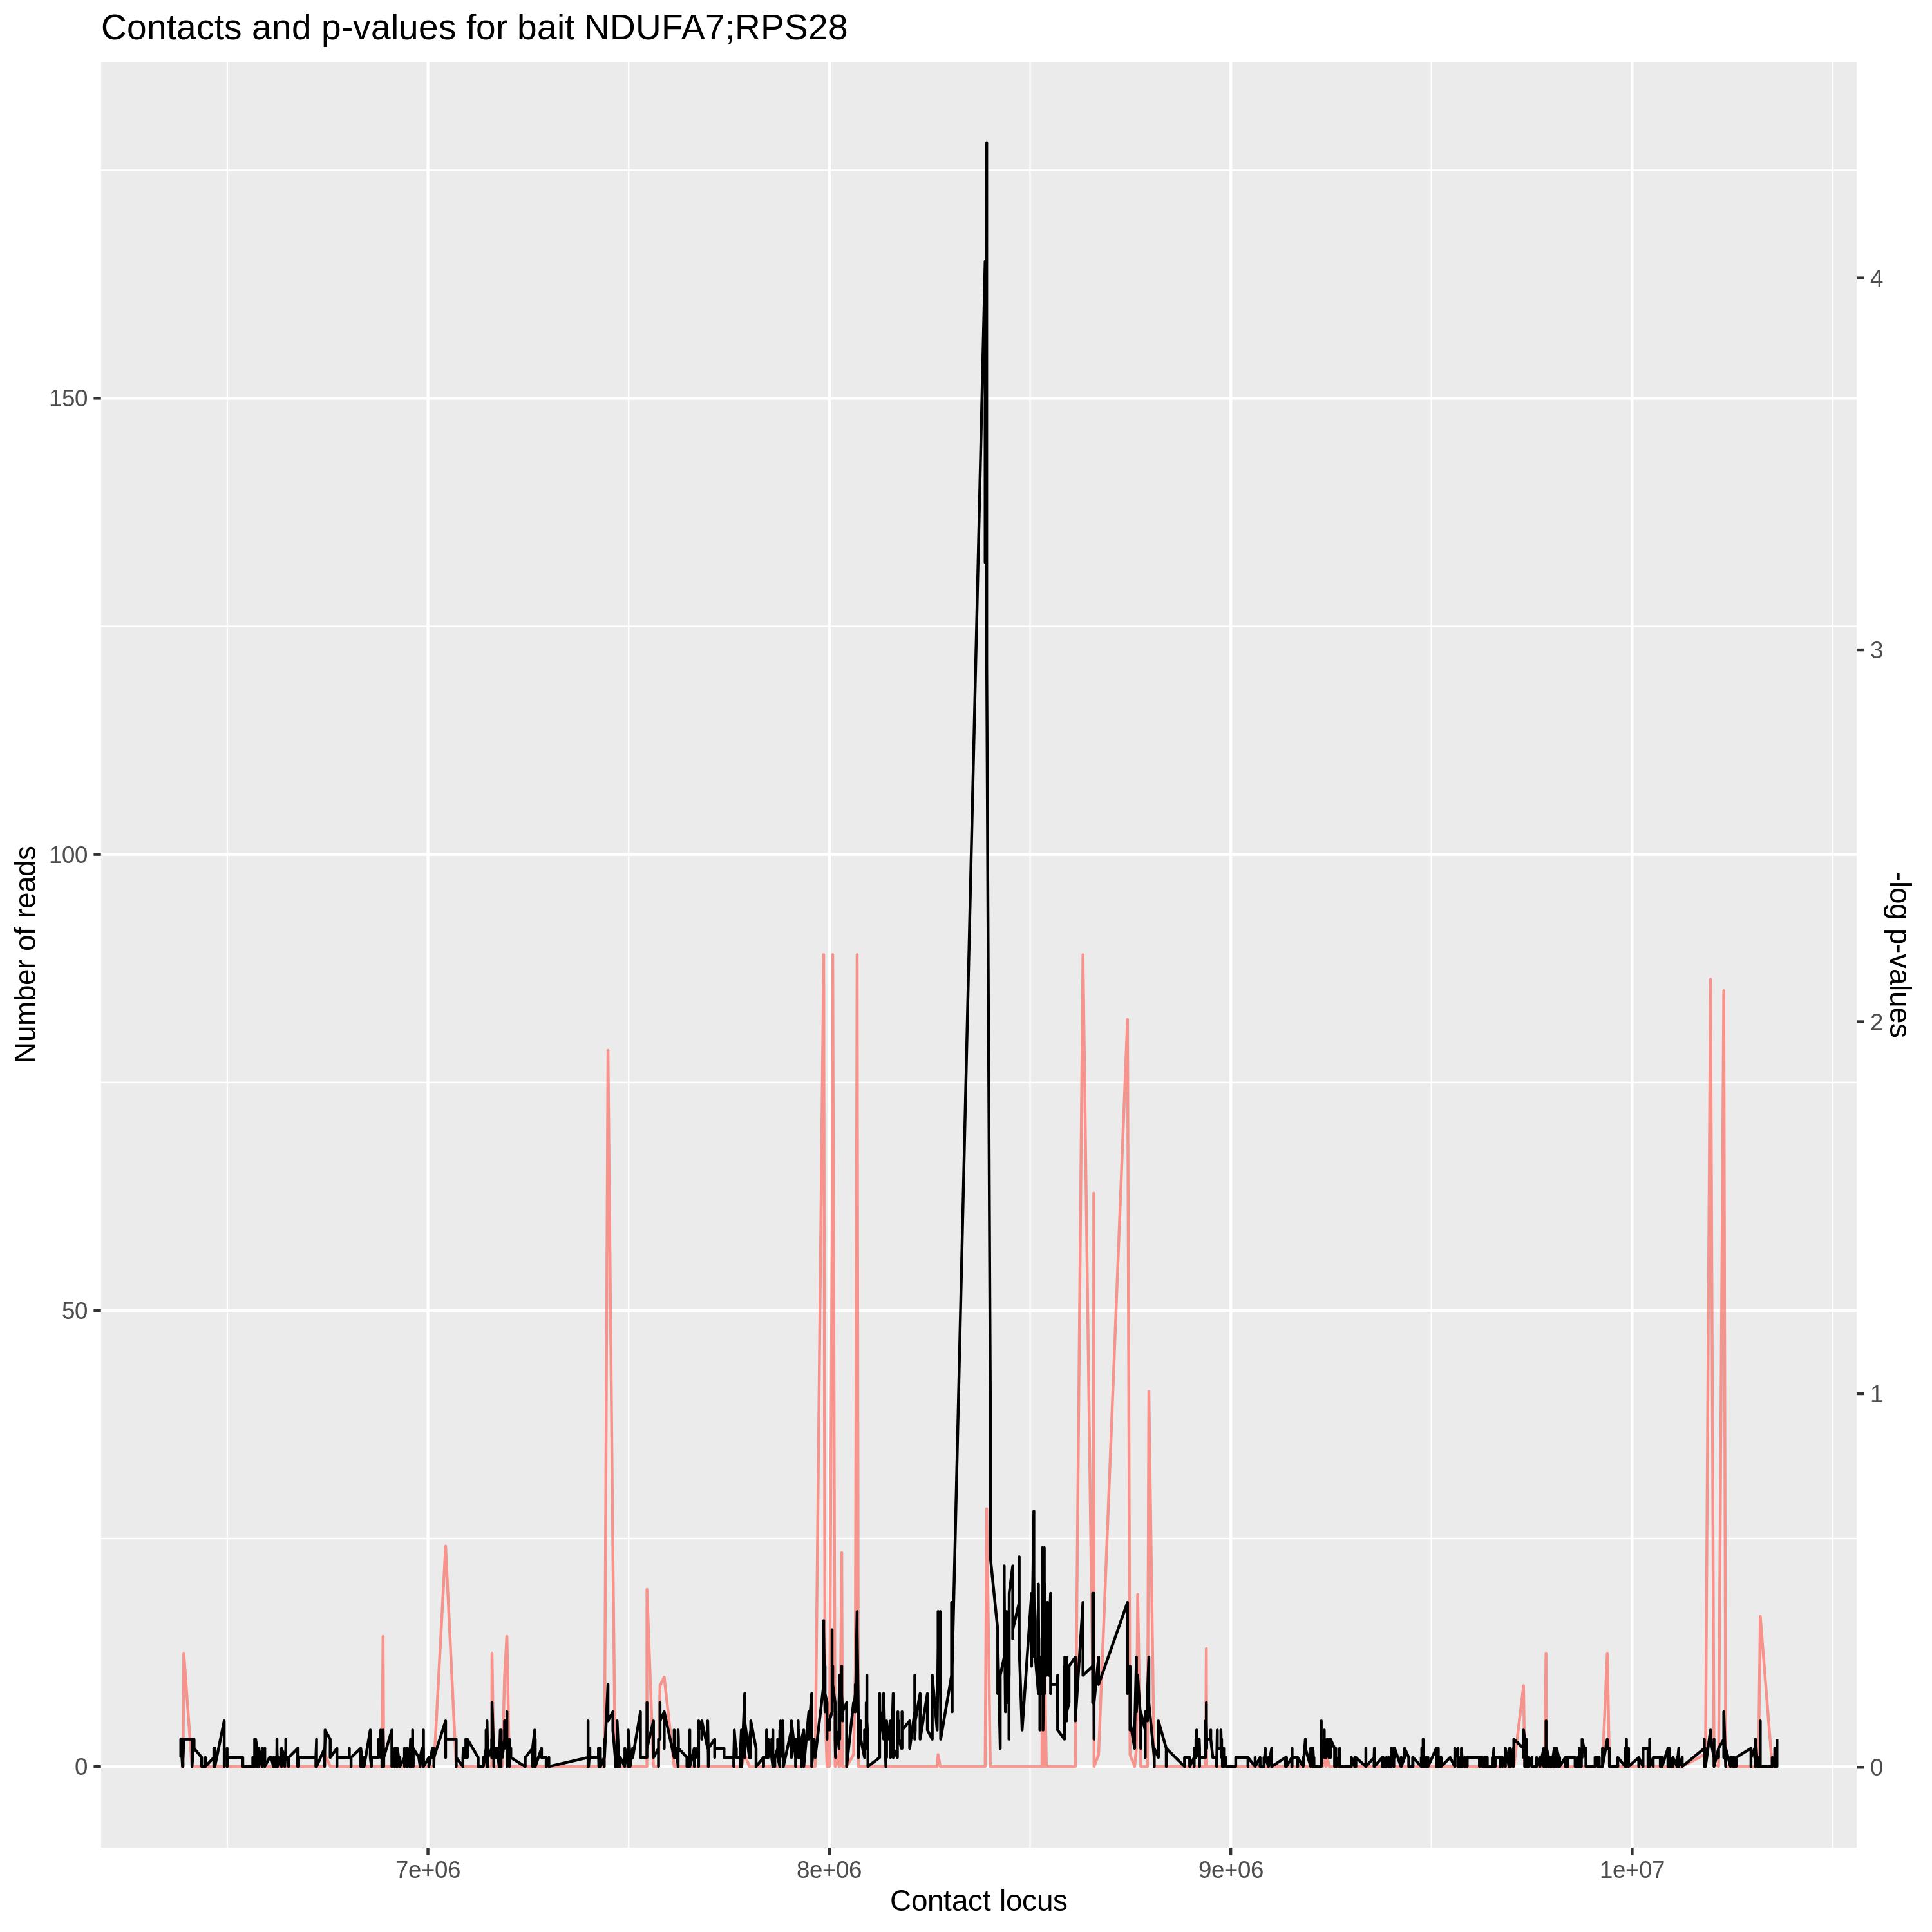 Contacts and p-values for bait NDUFA7;RPS28
Number of reads
150
100
50
0
4
3
2
1
0
-log p-values
7e+06
8e+06
9e+06
1e+07
Contact locus